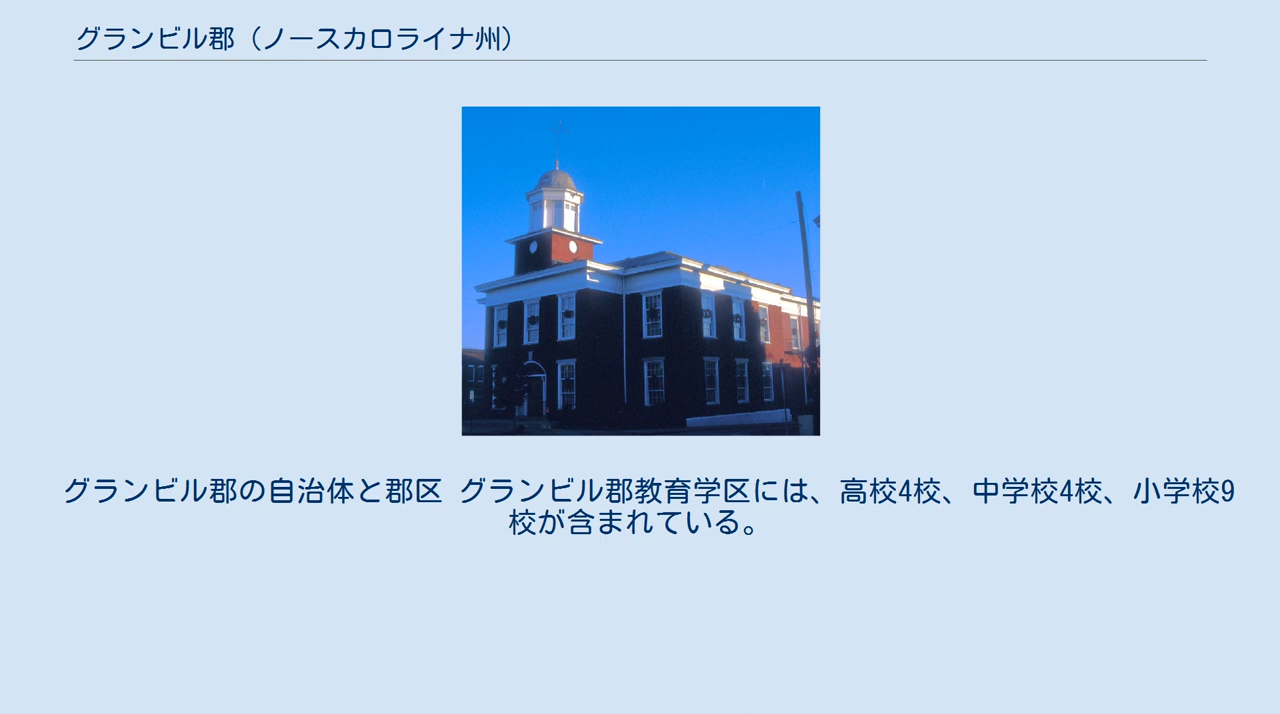 グランビル郡（ノースカロライナ州）
グランビル郡の自治体と郡区 グランビル郡教育学区には、高校4校、中学校4校、小学校9
校が含まれている。